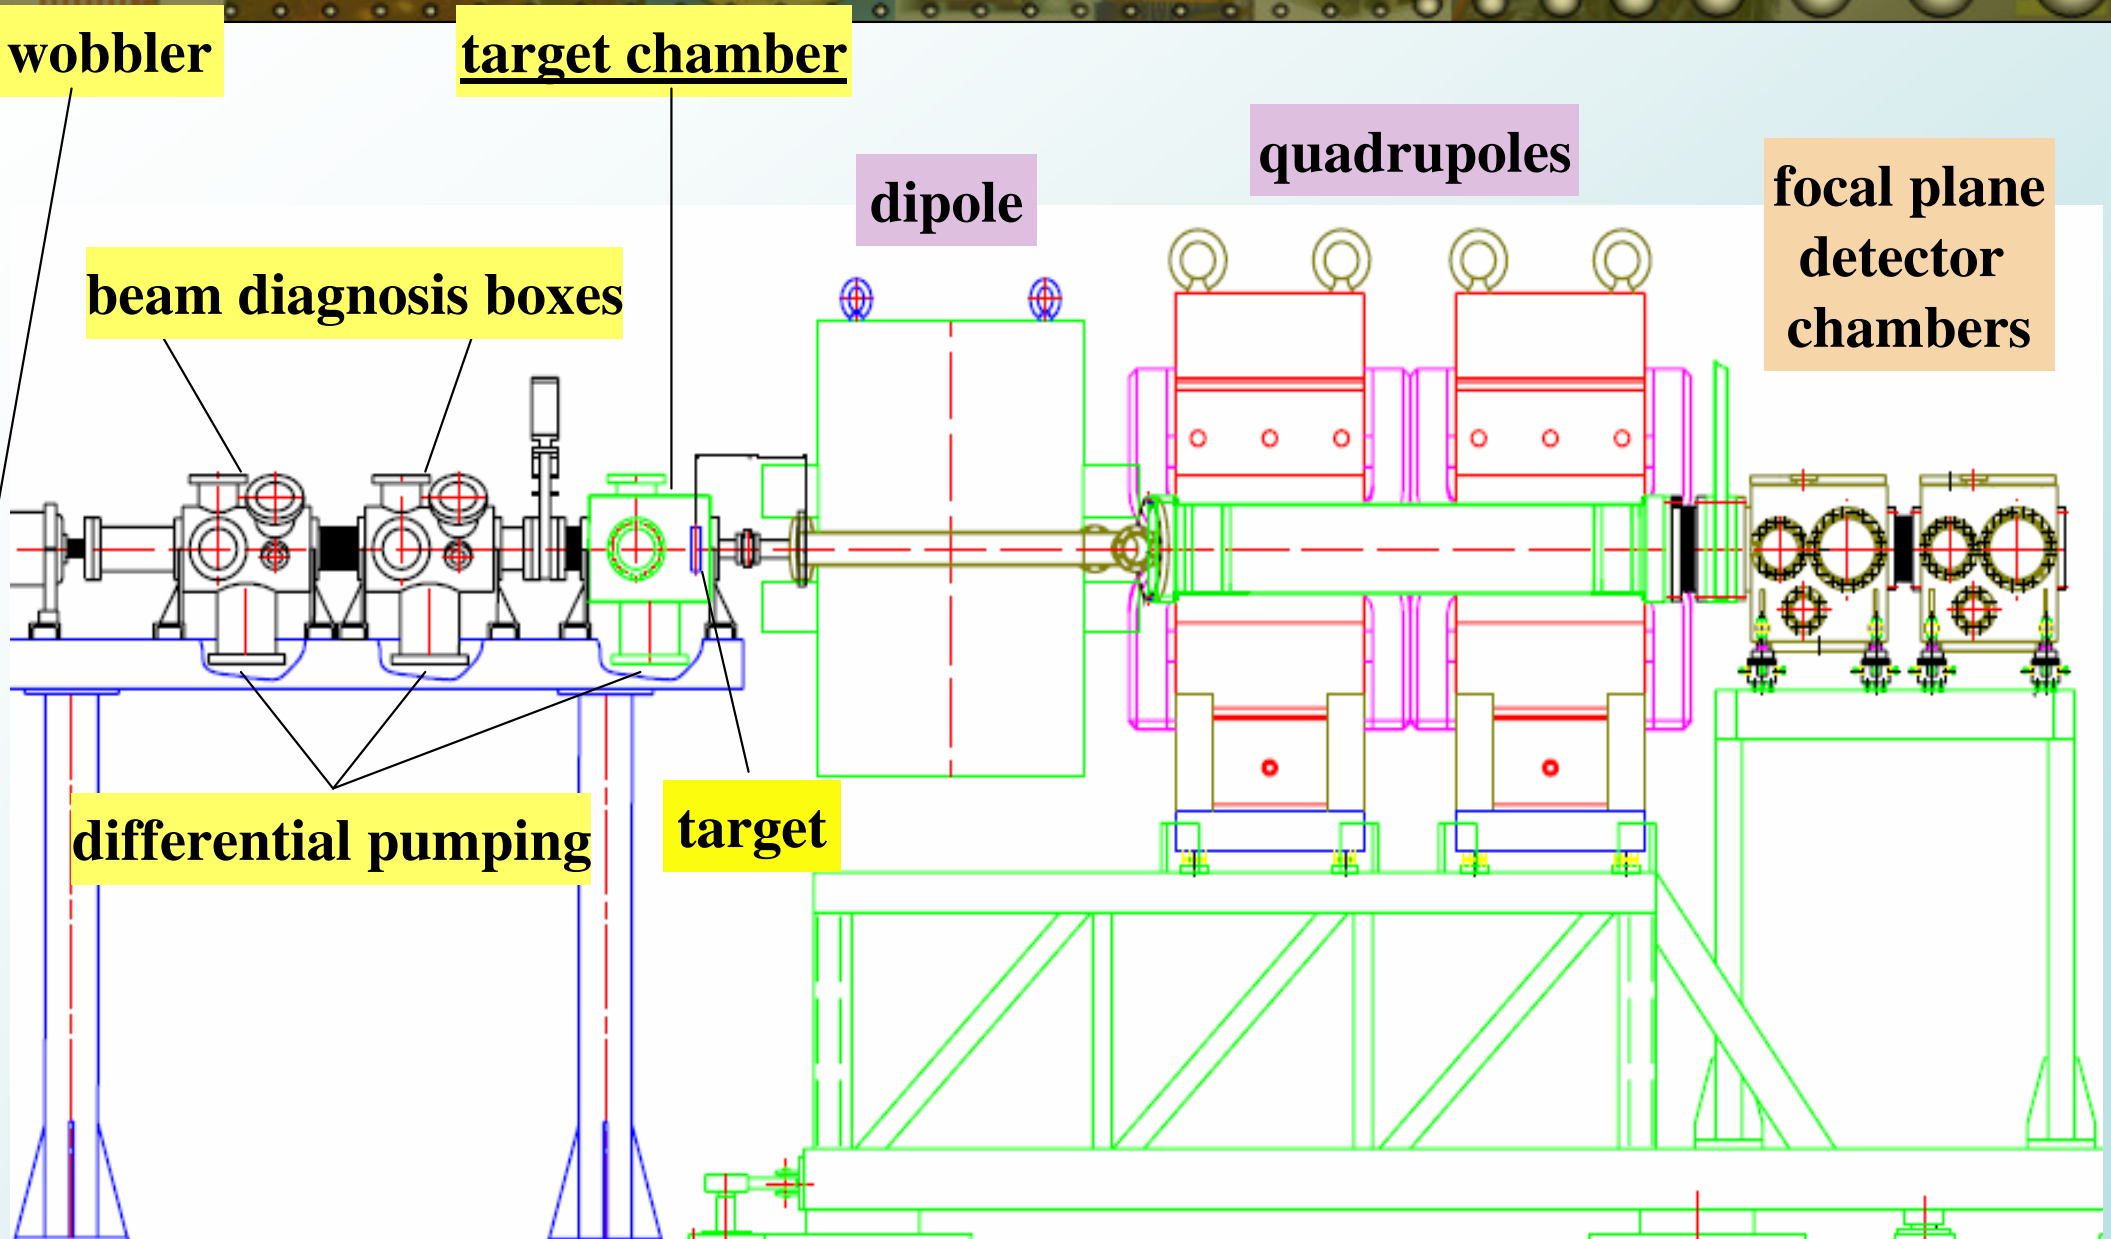 wobbler
target chamber
quadrupoles
dipole
focal plane
detector
chambers
beam diagnosis boxes
differential pumping
target